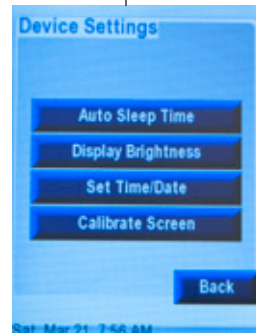 Device Settings
Auto Sleep Time
Display Brightness
Set Time/Date
Calibrate Screen
Back
Sat, Mar 21, 7:56 AM